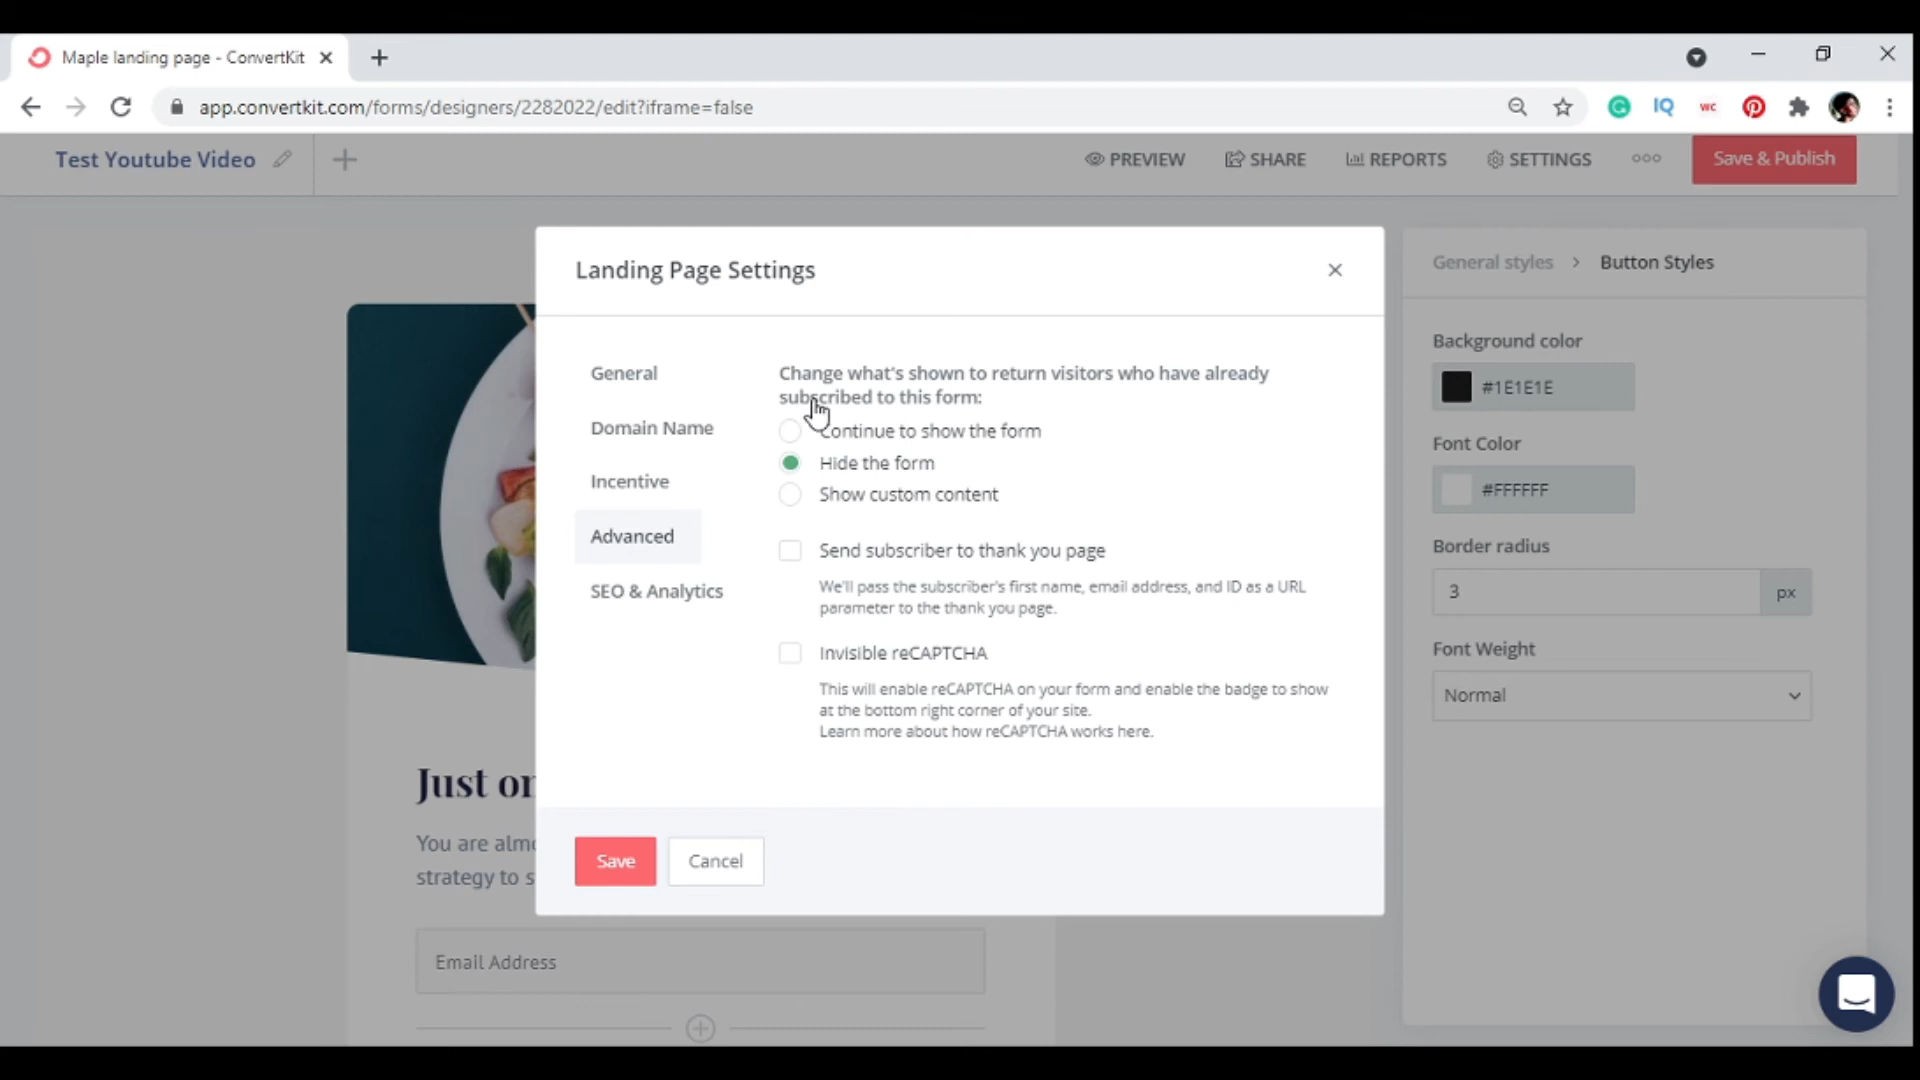 Maple landing page - ConvertKit
app.convertkit.com/forms/designers/2282022/edit?iframe=false
IQ
wc
Test Youtube Video
PREVIEW
SHARE
REPORTS
SETTINGS
Save & Publish
Landing Page Settings
General
Domain Name
Incentive
Advanced
SEO & Analytics
Change what's shown to return visitors who have already
subscribed to this form:
Continue to show the form
Hide the form
Show custom content
Send subscriber to thank you page
We'll pass the subscriber's first name, email address, and ID as a URL
parameter to the thank you page.
Invisible reCAPTCHA
This will enable reCAPTCHA on your form and enable the badge to show
at the bottom right corner of your site.
Learn more about how reCAPTCHA works here.
Save
Cancel
General styles > Button Styles
Background color
#1E1E1E
Font Color
#FFFFFF
Border radius
3
px
Font Weight
Normal
Just
You are
strategy to
Email Address